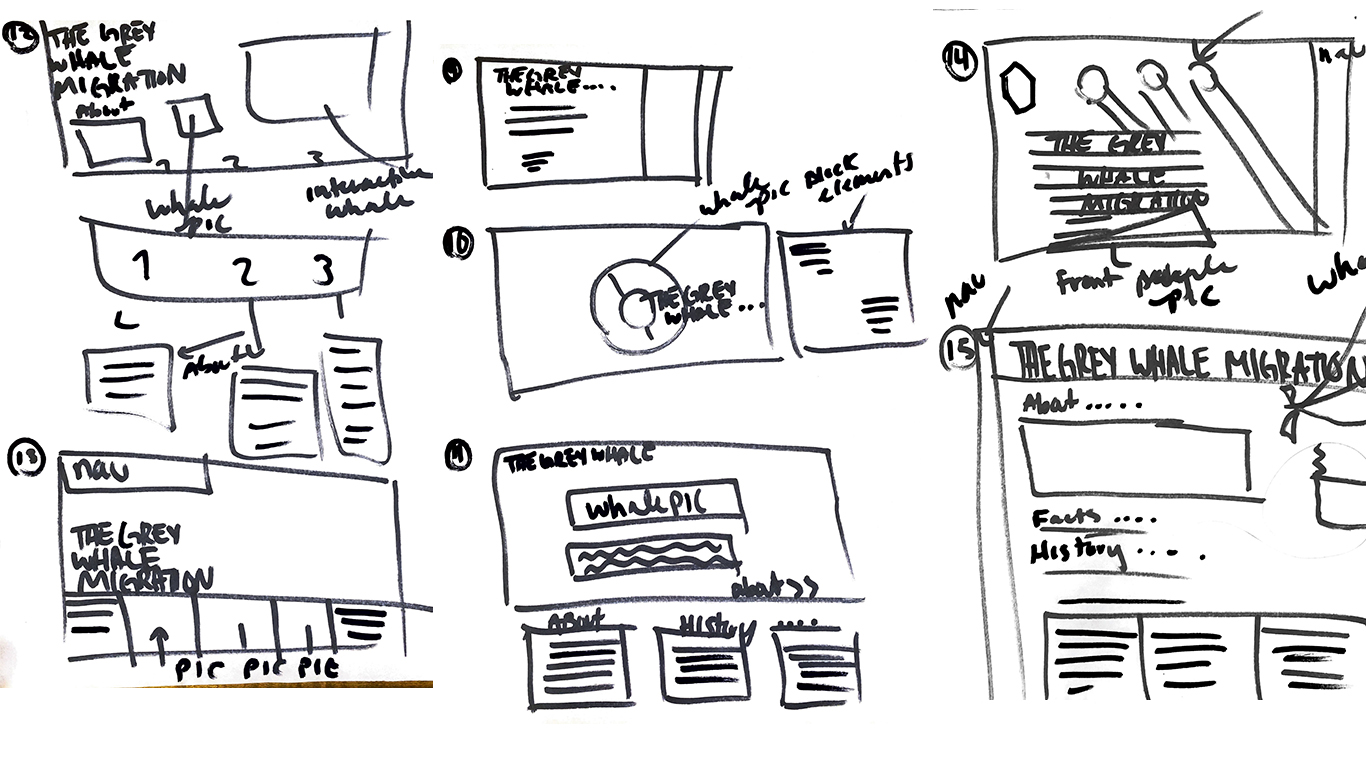 12
THE GREY
WHALE
MIGRATION
About
1 2 3
whale
pic
interactive
whale
1 2 3
About
13
nav
THE GREY
WHALE
MIGRATION
PIC PIC PIC
9
THE GREY
WHALE....
whale
pic
Block
elements
10
THE GREY
WHALE...
11
THE GREY WHALE
whale PIC
About >>
ABOUT History ....
14
nav
THE GREY
WHALE
MIGRATION
Front people
PIC
nav
wha
15
THE GREY WHALE MIGRATION
About .....
Facts ....
History .... .